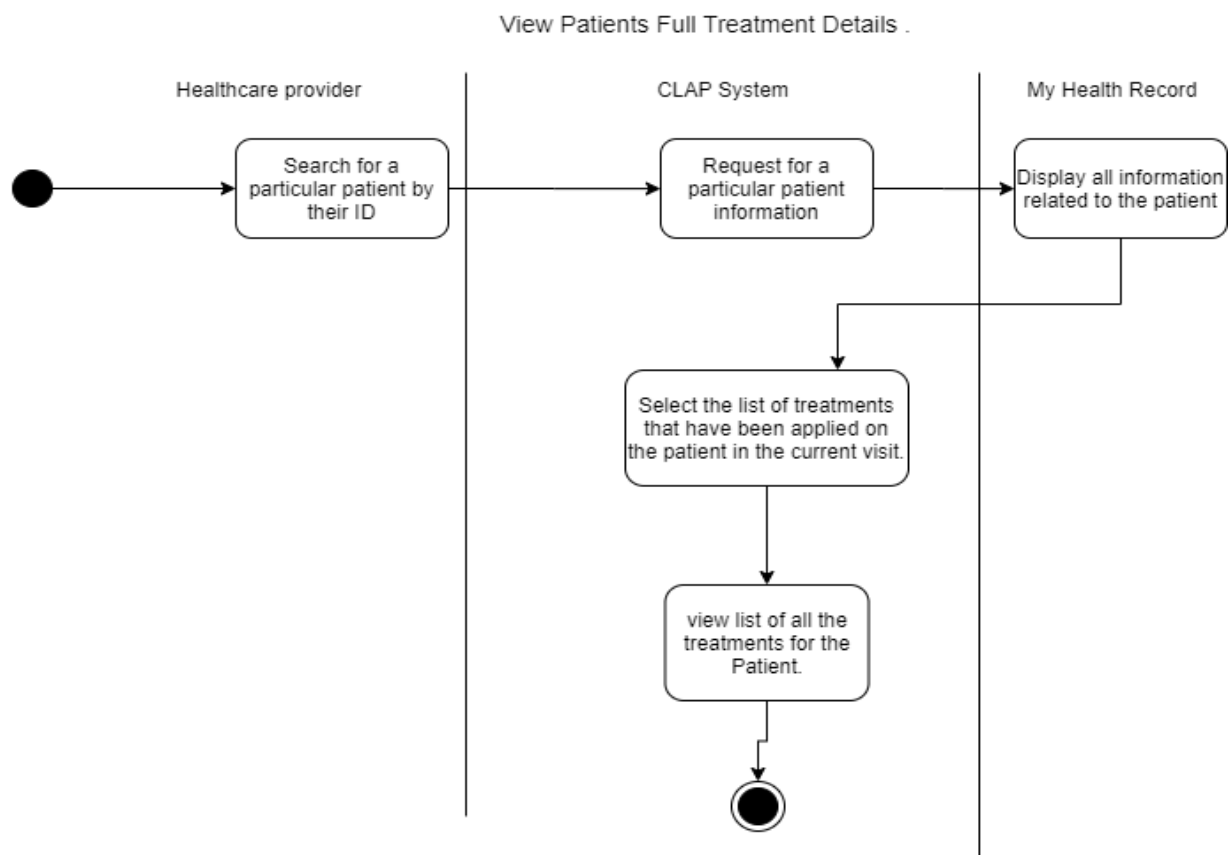 View Patients Full Treatment Details .
Healthcare provider
CLAP System
My Health Record
Search for a
particular patient by
their ID
Request for a
particular patient
information
Display all information
related to the patient
Select the list of treatments
that have been applied on
the patient in the current visit.
view list of all the
treatments for the
Patient.